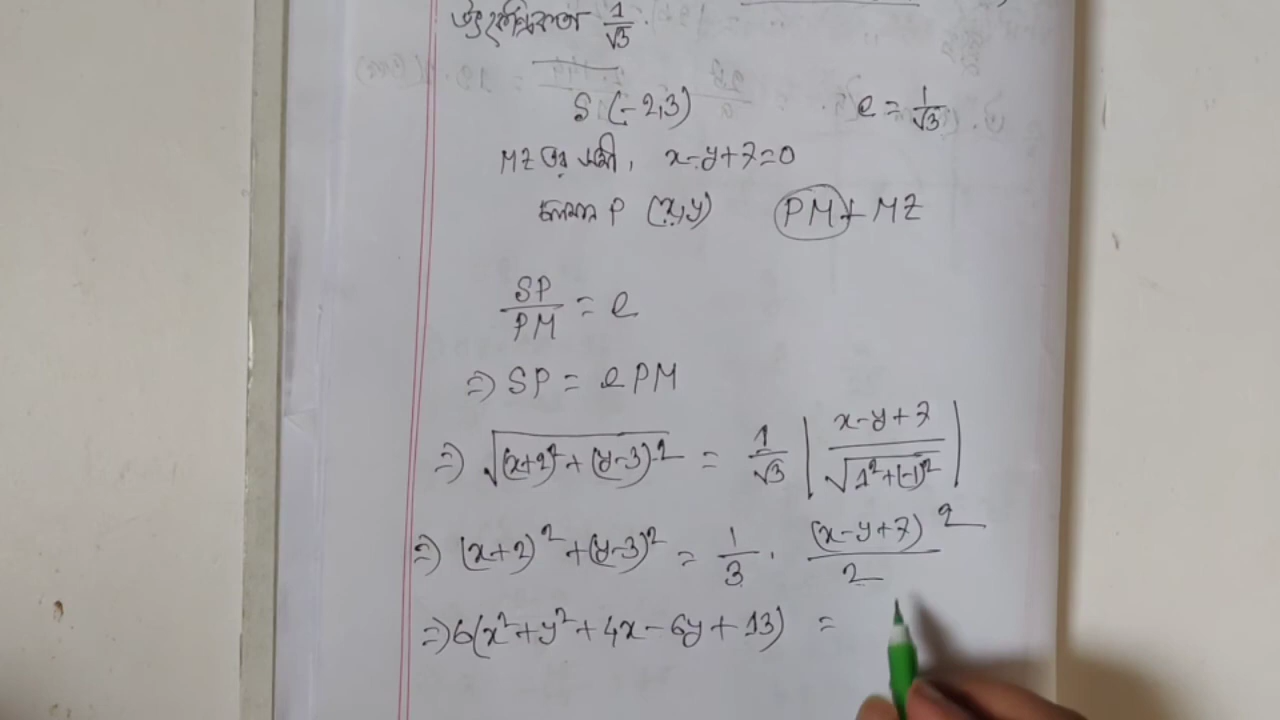 উৎকেন্দ্রিকতা 1/√3.
S (-2,3) e = 1/√3
MZ এর সমী, x-y+7=0
P (x,y) PM ⊥ MZ
SP/PM = e
⇒ SP = e PM
⇒ √((x+2)²+(y-3)²) = 1/√3 |(x-y+7)/√(1²+(-1)²)|
⇒ (x+2)²+(y-3)² = 1/3 · (x-y+7)²/2
⇒ 6(x²+y²+4x-6y+13) =